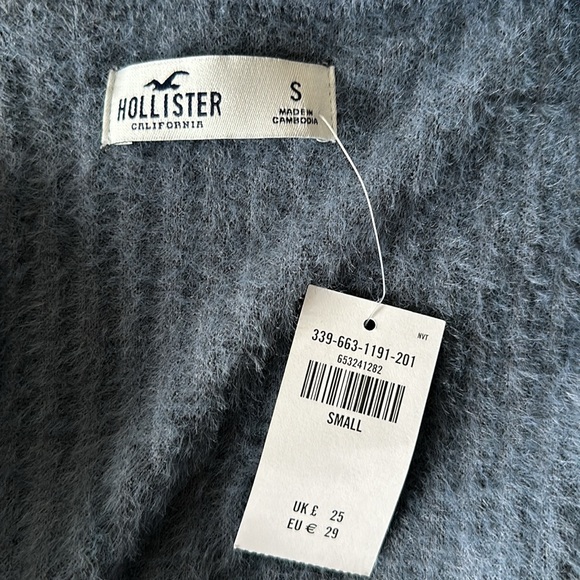 HOLLISTER
CALIFORNIA
S
MADE IN
CAMBODIA
NVT
339-663-1191-201
653241282
SMALL
UK £ 25
EU € 29